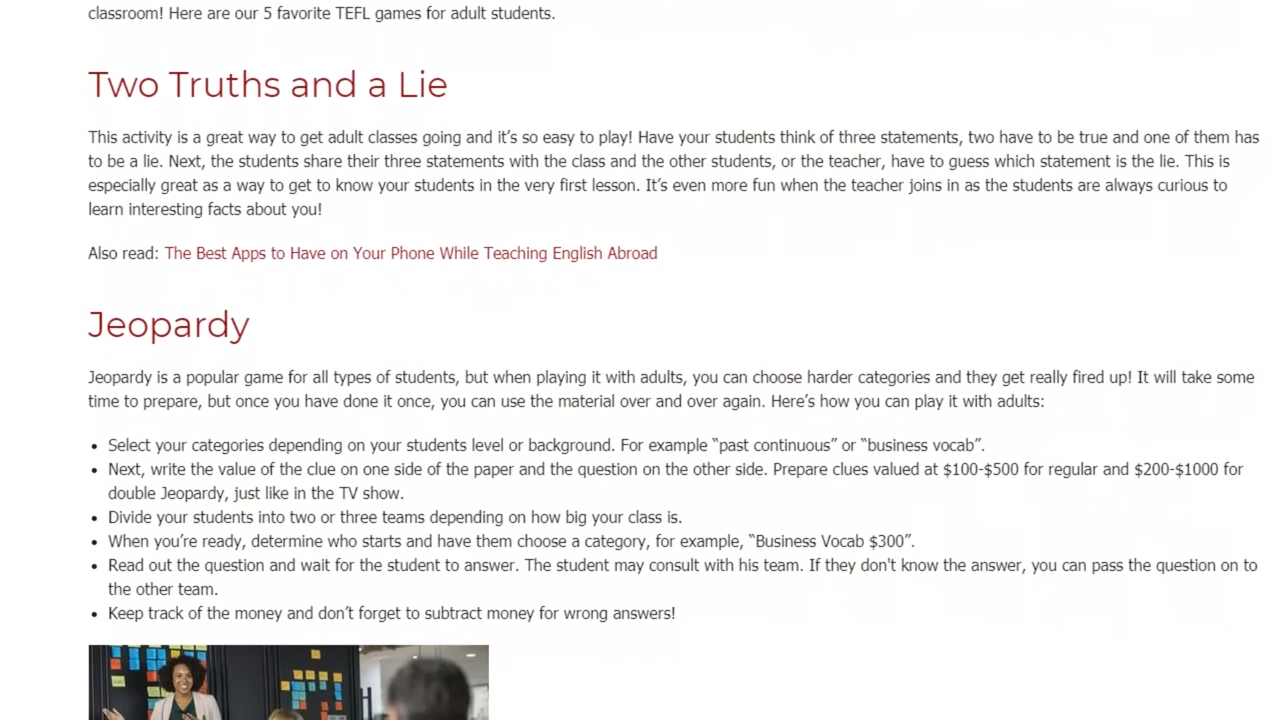 classroom! Here are our 5 favorite TEFL games for adult students.
Two Truths and a Lie
This activity is a great way to get adult classes going and it’s so easy to play! Have your students think of three statements, two have to be true and one of them has
to be a lie. Next, the students share their three statements with the class and the other students, or the teacher, have to guess which statement is the lie. This is
especially great as a way to get to know your students in the very first lesson. It’s even more fun when the teacher joins in as the students are always curious to
learn interesting facts about you!
Also read: The Best Apps to Have on Your Phone While Teaching English Abroad
Jeopardy
Jeopardy is a popular game for all types of students, but when playing it with adults, you can choose harder categories and they get really fired up! It will take some
time to prepare, but once you have done it once, you can use the material over and over again. Here’s how you can play it with adults:
• Select your categories depending on your students level or background. For example “past continuous” or “business vocab”.
• Next, write the value of the clue on one side of the paper and the question on the other side. Prepare clues valued at $100-$500 for regular and $200-$1000 for
double Jeopardy, just like in the TV show.
• Divide your students into two or three teams depending on how big your class is.
• When you’re ready, determine who starts and have them choose a category, for example, “Business Vocab $300”.
• Read out the question and wait for the student to answer. The student may consult with his team. If they don't know the answer, you can pass the question on to
the other team.
• Keep track of the money and don’t forget to subtract money for wrong answers!